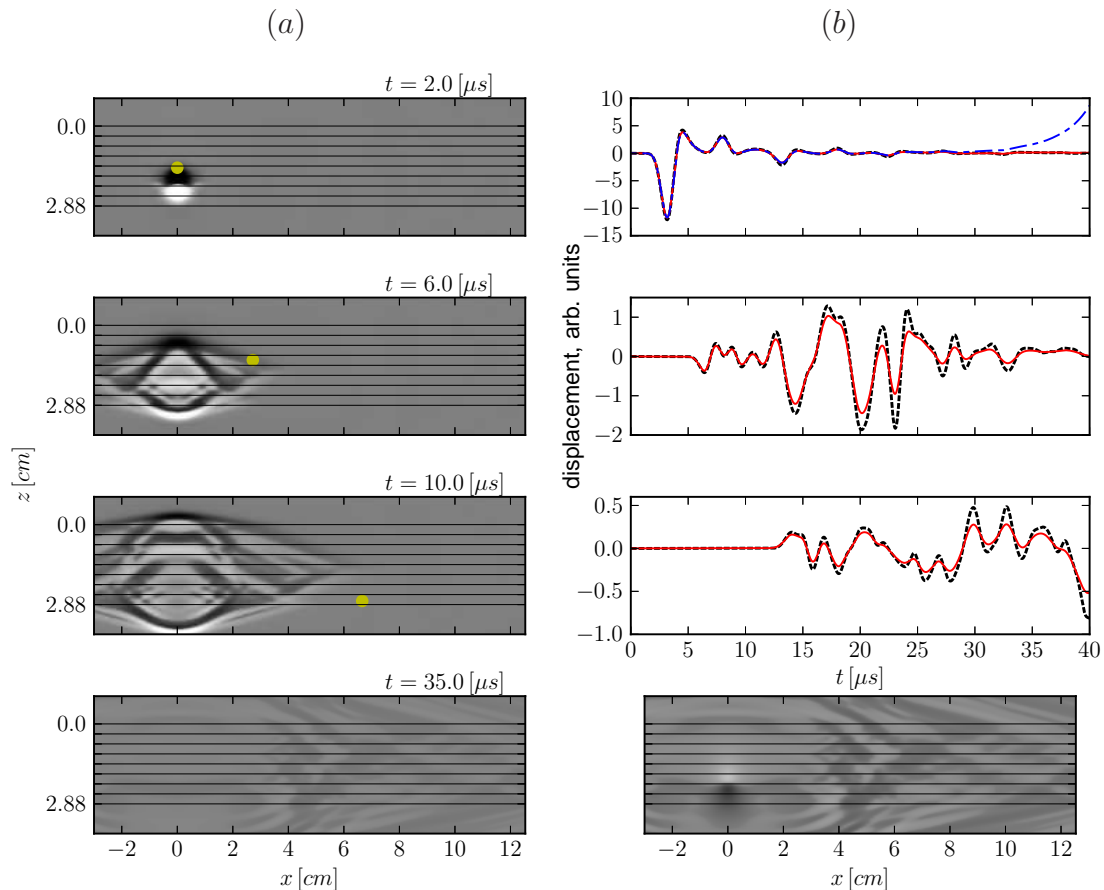 (a)
(b)
t = 2.0 [μs]
0.0
2.88
10
5
0
−5
−10
−15
t = 6.0 [μs]
0.0
2.88
1
0
−1
−2
t = 10.0 [μs]
0.0
2.88
0.5
0.0
−0.5
−1.0
z [cm]
displacement, arb. units
0 5 10 15 20 25 30 35 40
t [μs]
t = 35.0 [μs]
0.0
2.88
−2 0 2 4 6 8 10 12
x [cm]
−2 0 2 4 6 8 10 12
x [cm]